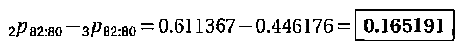 ₂p₈₂:₈₀ − ₃p₈₂:₈₀ = 0.611367 − 0.446176 = 0.165191